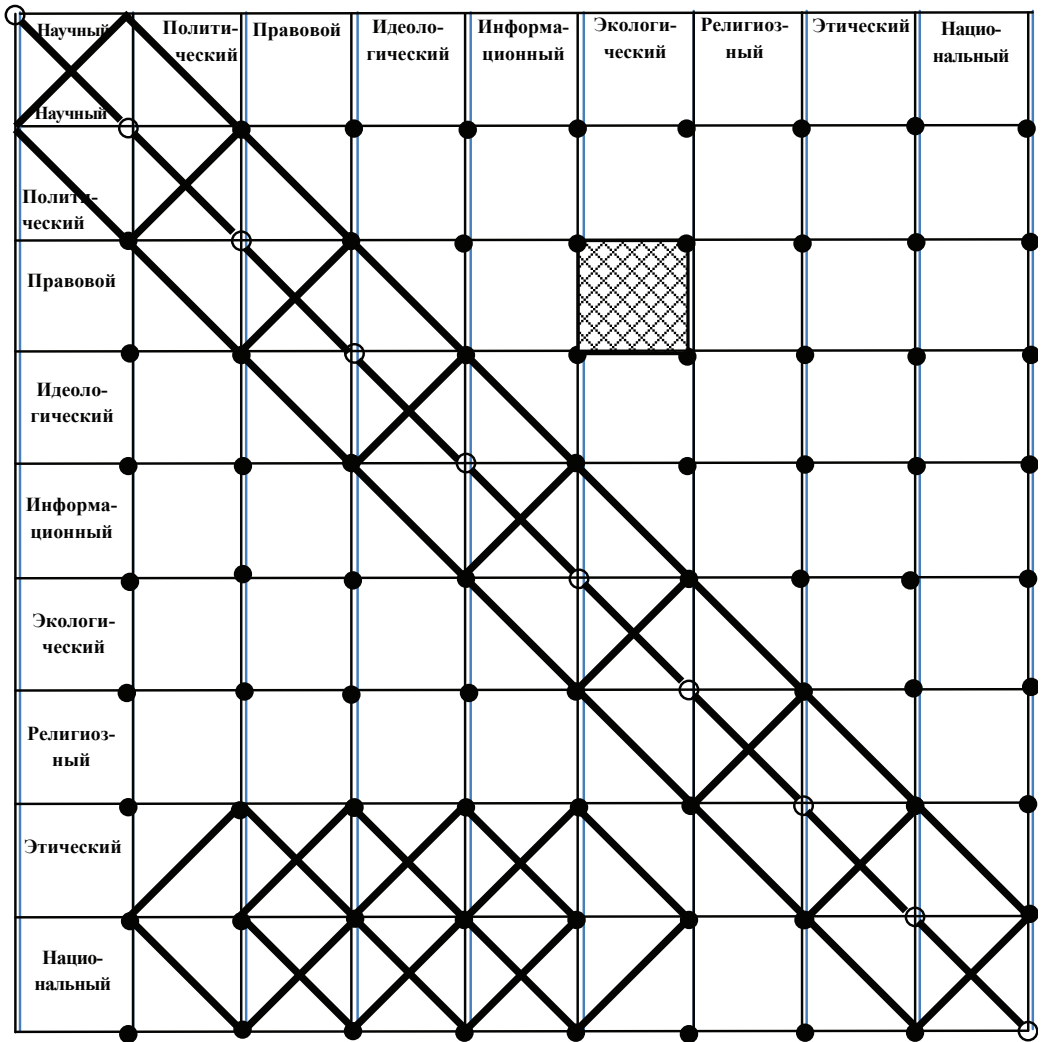 Научный
Полити-
ческий
Правовой
Идеоло-
гический
Информа-
ционный
Экологи-
ческий
Религиоз-
ный
Этический
Нацио-
нальный
Научный
Полити-
ческий
Правовой
Идеоло-
гический
Информа-
ционный
Экологи-
ческий
Религиоз-
ный
Этический
Нацио-
нальный